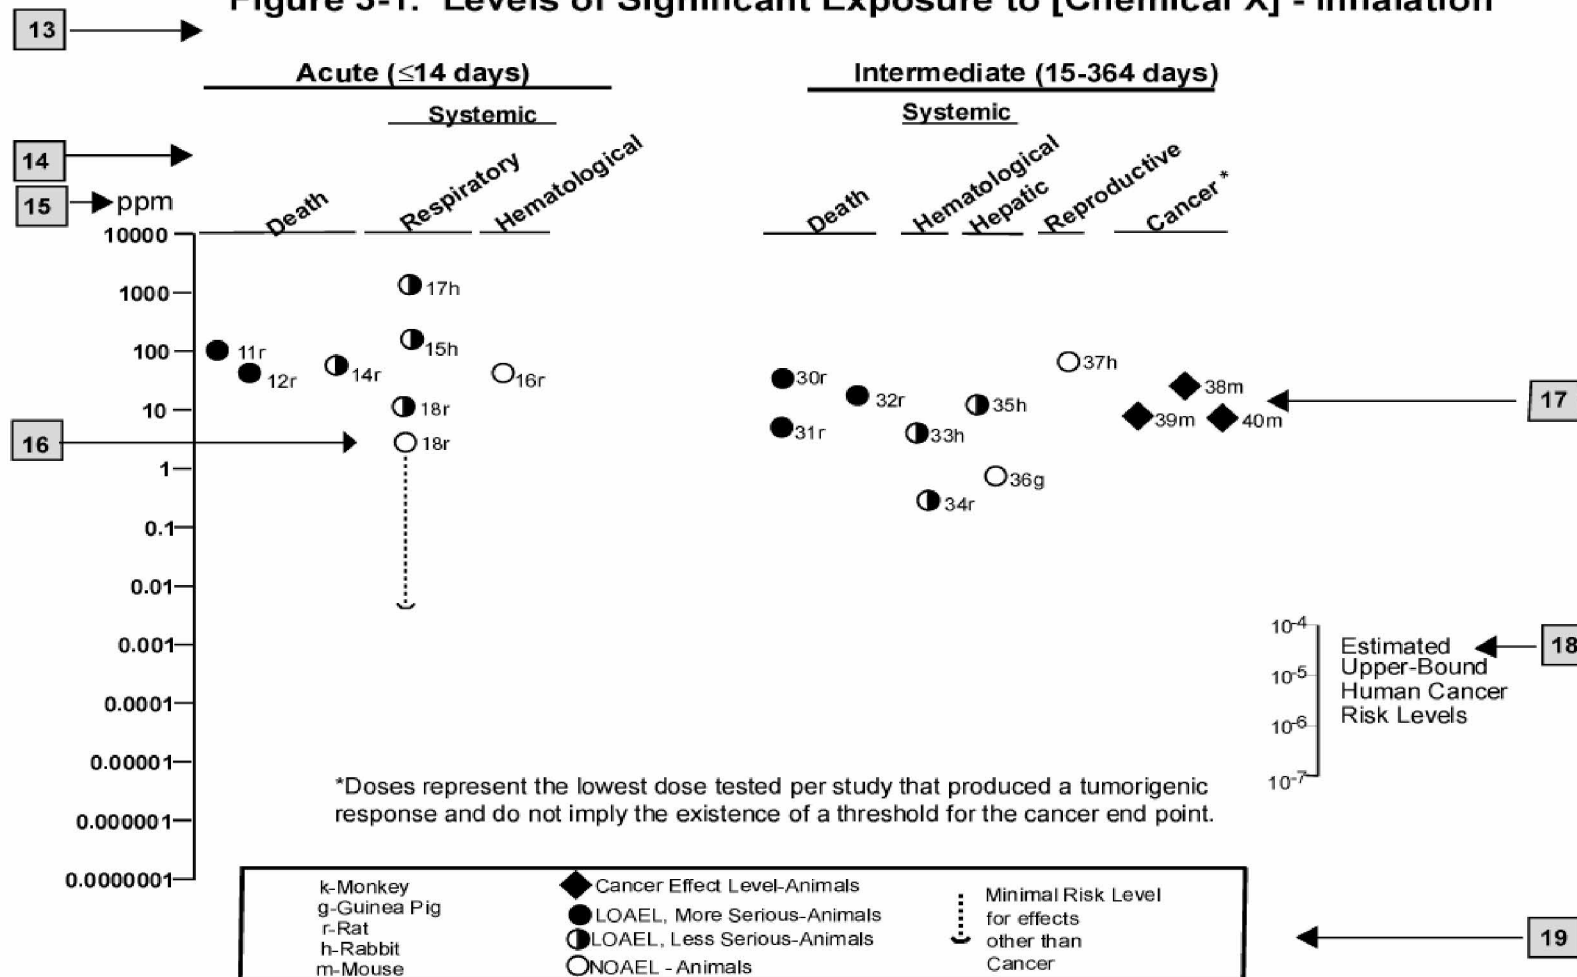 Figure 3-1. Levels of Significant Exposure to [Chemical X] - Inhalation
13
Acute (≤14 days)
Intermediate (15-364 days)
Systemic
Systemic
14
15
ppm
Death
Respiratory
Hematological
Death
Hematological
Hepatic
Reproductive
Cancer*
10000
1000
100
10
1
0.1
0.01
0.001
0.0001
0.00001
0.000001
0.0000001
17h
15h
11r
12r
14r
16r
18r
18r
16
30r
32r
31r
33h
34r
35h
36g
37h
38m
39m
40m
17
10-4
10-5
10-6
10-7
Estimated
Upper-Bound
Human Cancer
Risk Levels
18
*Doses represent the lowest dose tested per study that produced a tumorigenic
response and do not imply the existence of a threshold for the cancer end point.
k-Monkey
g-Guinea Pig
r-Rat
h-Rabbit
m-Mouse
Cancer Effect Level-Animals
LOAEL, More Serious-Animals
LOAEL, Less Serious-Animals
NOAEL - Animals
Minimal Risk Level
for effects
other than
Cancer
19